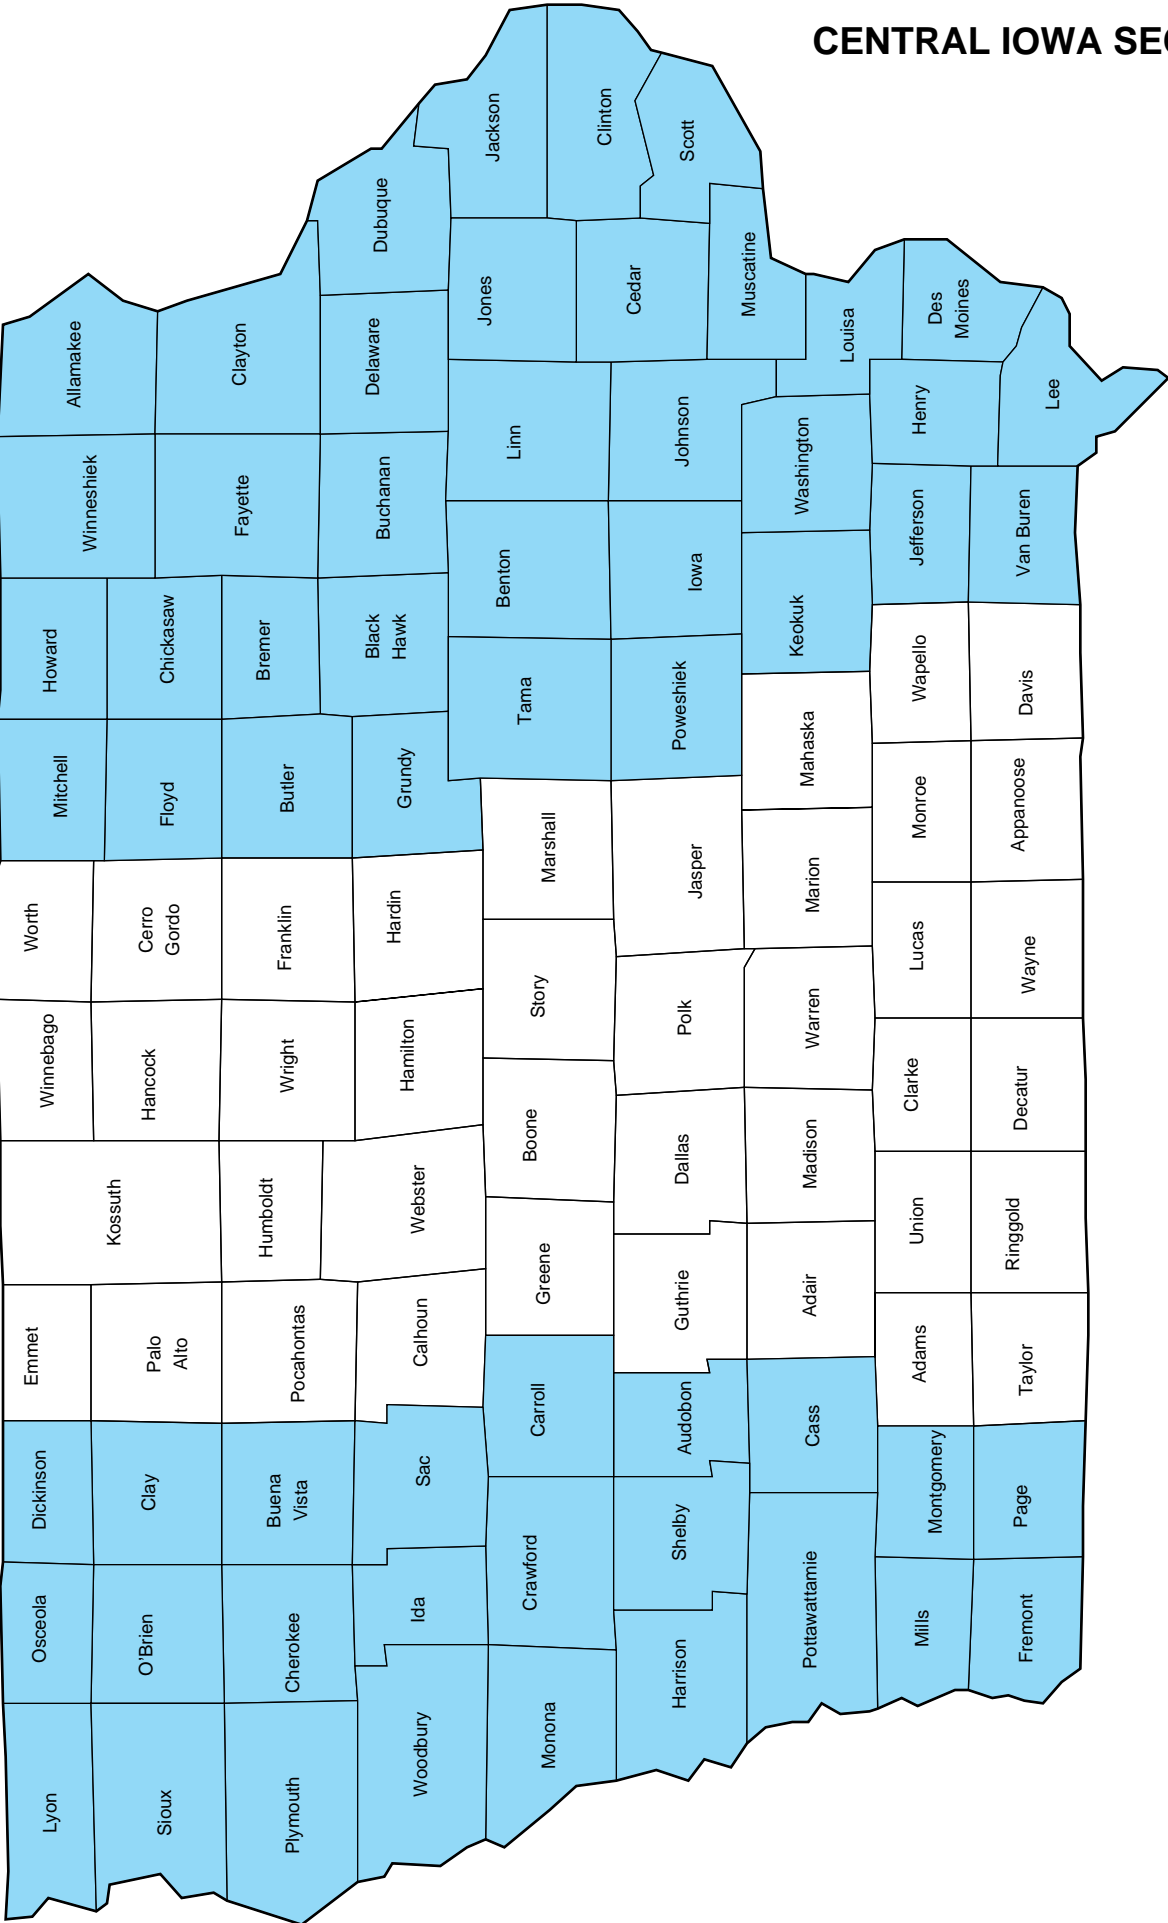 CENTRAL IOWA SEC
Jackson
Clinton
Scott
Dubuque
Jones
Cedar
Muscatine
Louisa
Des
Moines
Lee
Allamakee
Clayton
Delaware
Linn
Johnson
Washington
Henry
Winneshiek
Fayette
Buchanan
Benton
Iowa
Keokuk
Jefferson
Van Buren
Howard
Chickasaw
Bremer
Black
Hawk
Tama
Poweshiek
Mahaska
Wapello
Davis
Mitchell
Floyd
Butler
Grundy
Marshall
Jasper
Marion
Monroe
Appanoose
Worth
Cerro
Gordo
Franklin
Hardin
Story
Polk
Warren
Lucas
Wayne
Winnebago
Hancock
Wright
Hamilton
Boone
Dallas
Madison
Clarke
Decatur
Kossuth
Humboldt
Webster
Greene
Guthrie
Adair
Union
Ringgold
Emmet
Palo
Alto
Pocahontas
Calhoun
Carroll
Audobon
Cass
Adams
Taylor
Dickinson
Clay
Buena
Vista
Sac
Crawford
Shelby
Pottawattamie
Montgomery
Page
Osceola
O'Brien
Cherokee
Ida
Monona
Harrison
Mills
Fremont
Lyon
Sioux
Plymouth
Woodbury